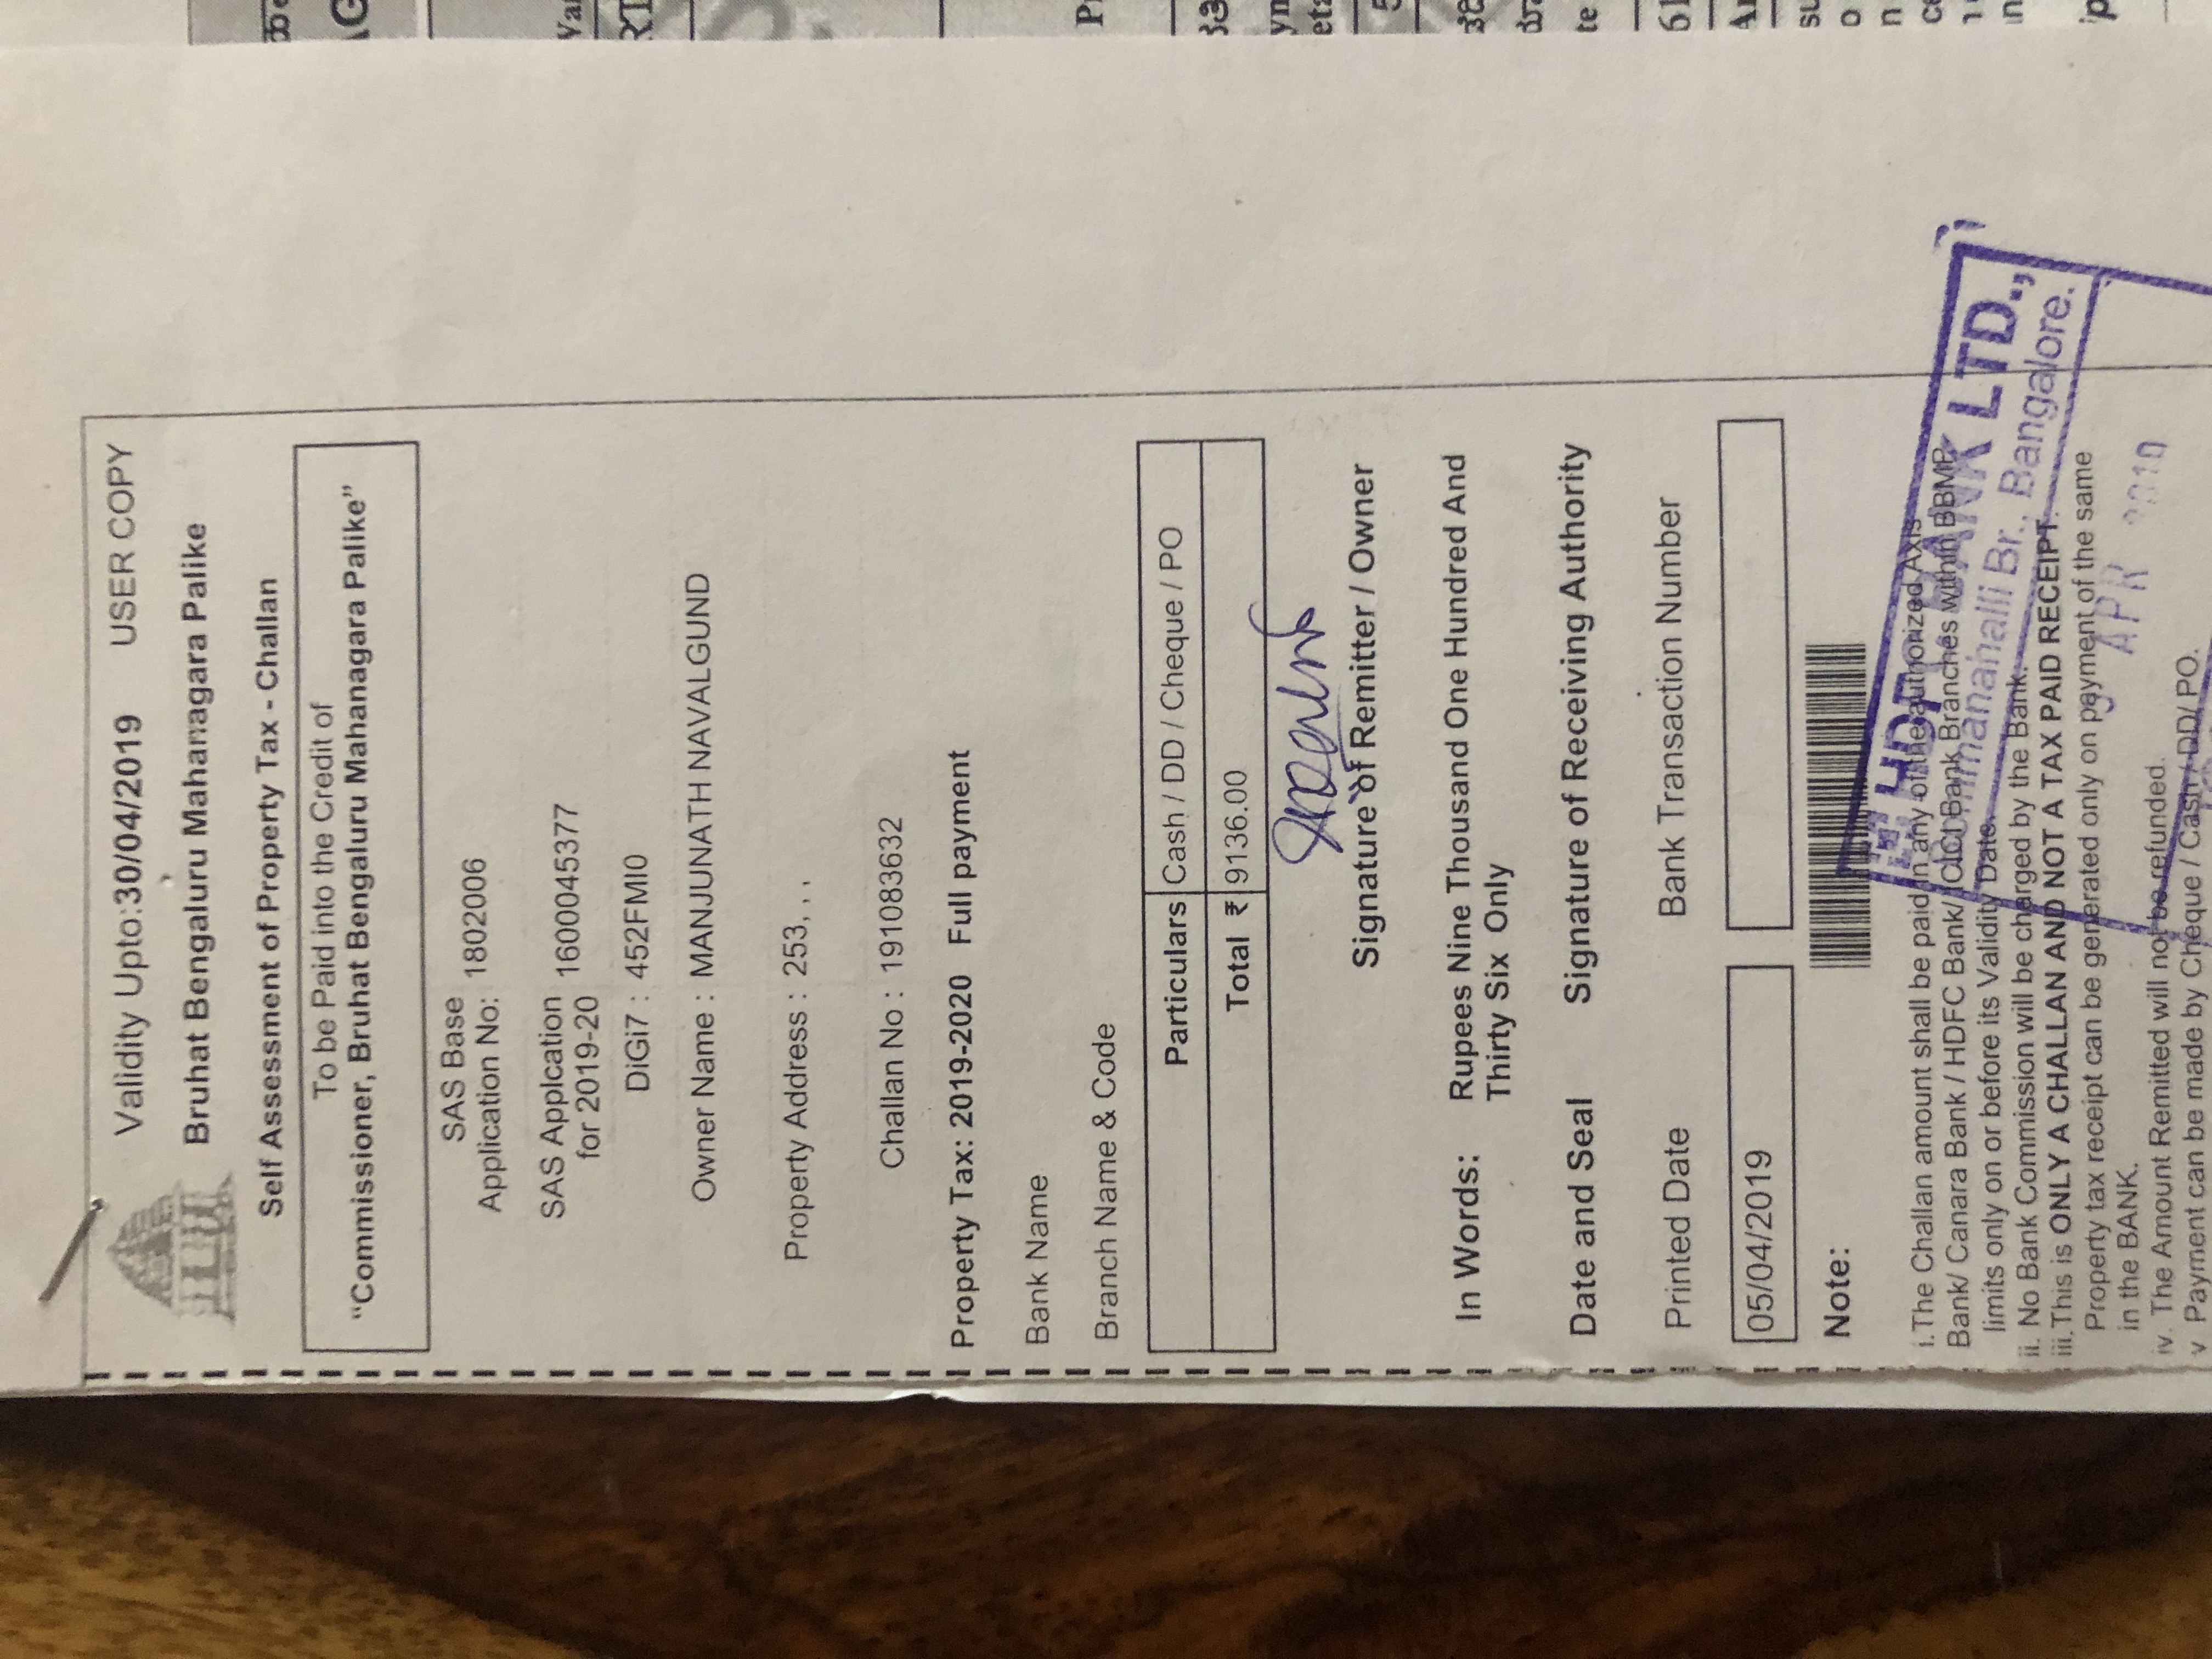 Validity Upto:30/04/2019 USER COPY
Bruhat Bengaluru Mahanagara Palike
Self Assessment of Property Tax - Challan
To be Paid into the Credit of
“Commissioner, Bruhat Bengaluru Mahanagara Palike”
SAS Base
Application No: 1802006
SAS Applcation
for 2019-20 1600045377
DiGi7 : 452FMI0
Owner Name : MANJUNATH NAVALGUND
Property Address : 253, , ,
Challan No : 191083632
Property Tax: 2019-2020 Full payment
Bank Name
Branch Name & Code
Particulars Cash / DD / Cheque / PO
Total ₹ 9136.00
Signature of Remitter / Owner
In Words: Rupees Nine Thousand One Hundred And
Thirty Six Only
Date and Seal Signature of Receiving Authority
Printed Date Bank Transaction Number
05/04/2019
Note:
i.The Challan amount shall be paid in any of the authorized Axis
Bank/ Canara Bank / HDFC Bank/ ICICI Bank Branches within BBMP
limits only on or before its Validity Date.
ii. No Bank Commission will be charged by the Bank.
iii.This is ONLY A CHALLAN AND NOT A TAX PAID RECEIPT.
Property tax receipt can be generated only on payment of the same
in the BANK.
iv. The Amount Remitted will not be refunded.
v Payment can be made by Cheque / Cash / DD/ PO.
HDFC BANK LTD.,
Br., Bangalore.
APR